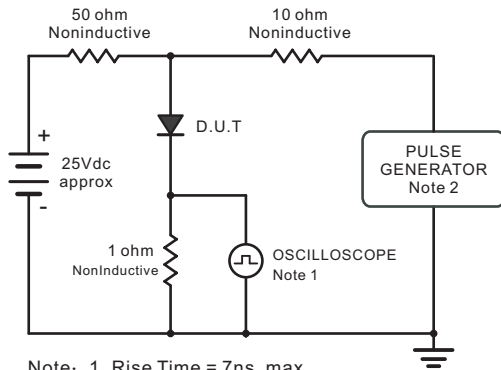 50 ohm
Noninductive
10 ohm
Noninductive
D.U.T
+
25Vdc
approx
-
PULSE
GENERATOR
Note 2
1 ohm
NonInductive
OSCILLOSCOPE
Note 1
Note: 1. Rise Time = 7ns, max.